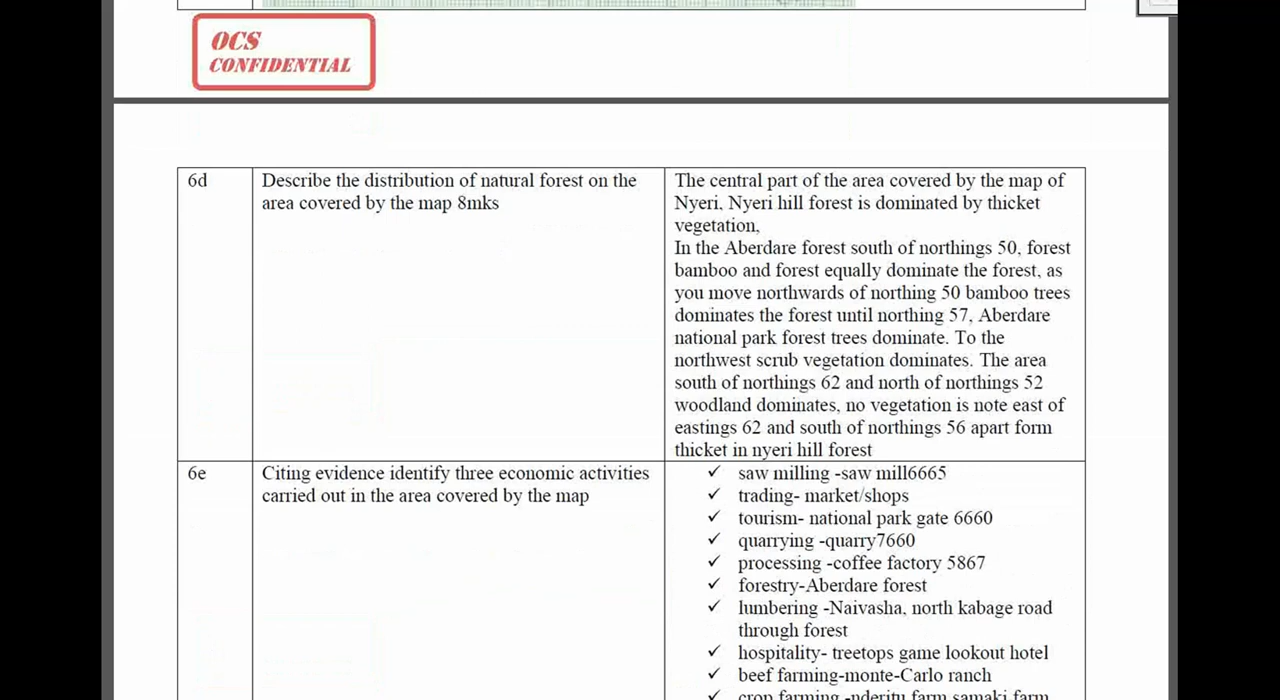 OCS
CONFIDENTIAL
6d
Describe the distribution of natural forest on the
area covered by the map 8mks
The central part of the area covered by the map of
Nyeri, Nyeri hill forest is dominated by thicket
vegetation,
In the Aberdare forest south of northings 50, forest
bamboo and forest equally dominate the forest, as
you move northwards of northing 50 bamboo trees
dominates the forest until northing 57, Aberdare
national park forest trees dominate. To the
northwest scrub vegetation dominates. The area
south of northings 62 and north of northings 52
woodland dominates, no vegetation is note east of
eastings 62 and south of northings 56 apart form
thicket in nyeri hill forest
6e
Citing evidence identify three economic activities
carried out in the area covered by the map
✓ saw milling -saw mill6665
✓ trading- market/shops
✓ tourism- national park gate 6660
✓ quarrying -quarry7660
✓ processing -coffee factory 5867
✓ forestry-Aberdare forest
✓ lumbering -Naivasha, north kabage road
through forest
✓ hospitality- treetops game lookout hotel
✓ beef farming-monte-Carlo ranch
✓ crop farming -nderitu farm samaki farm